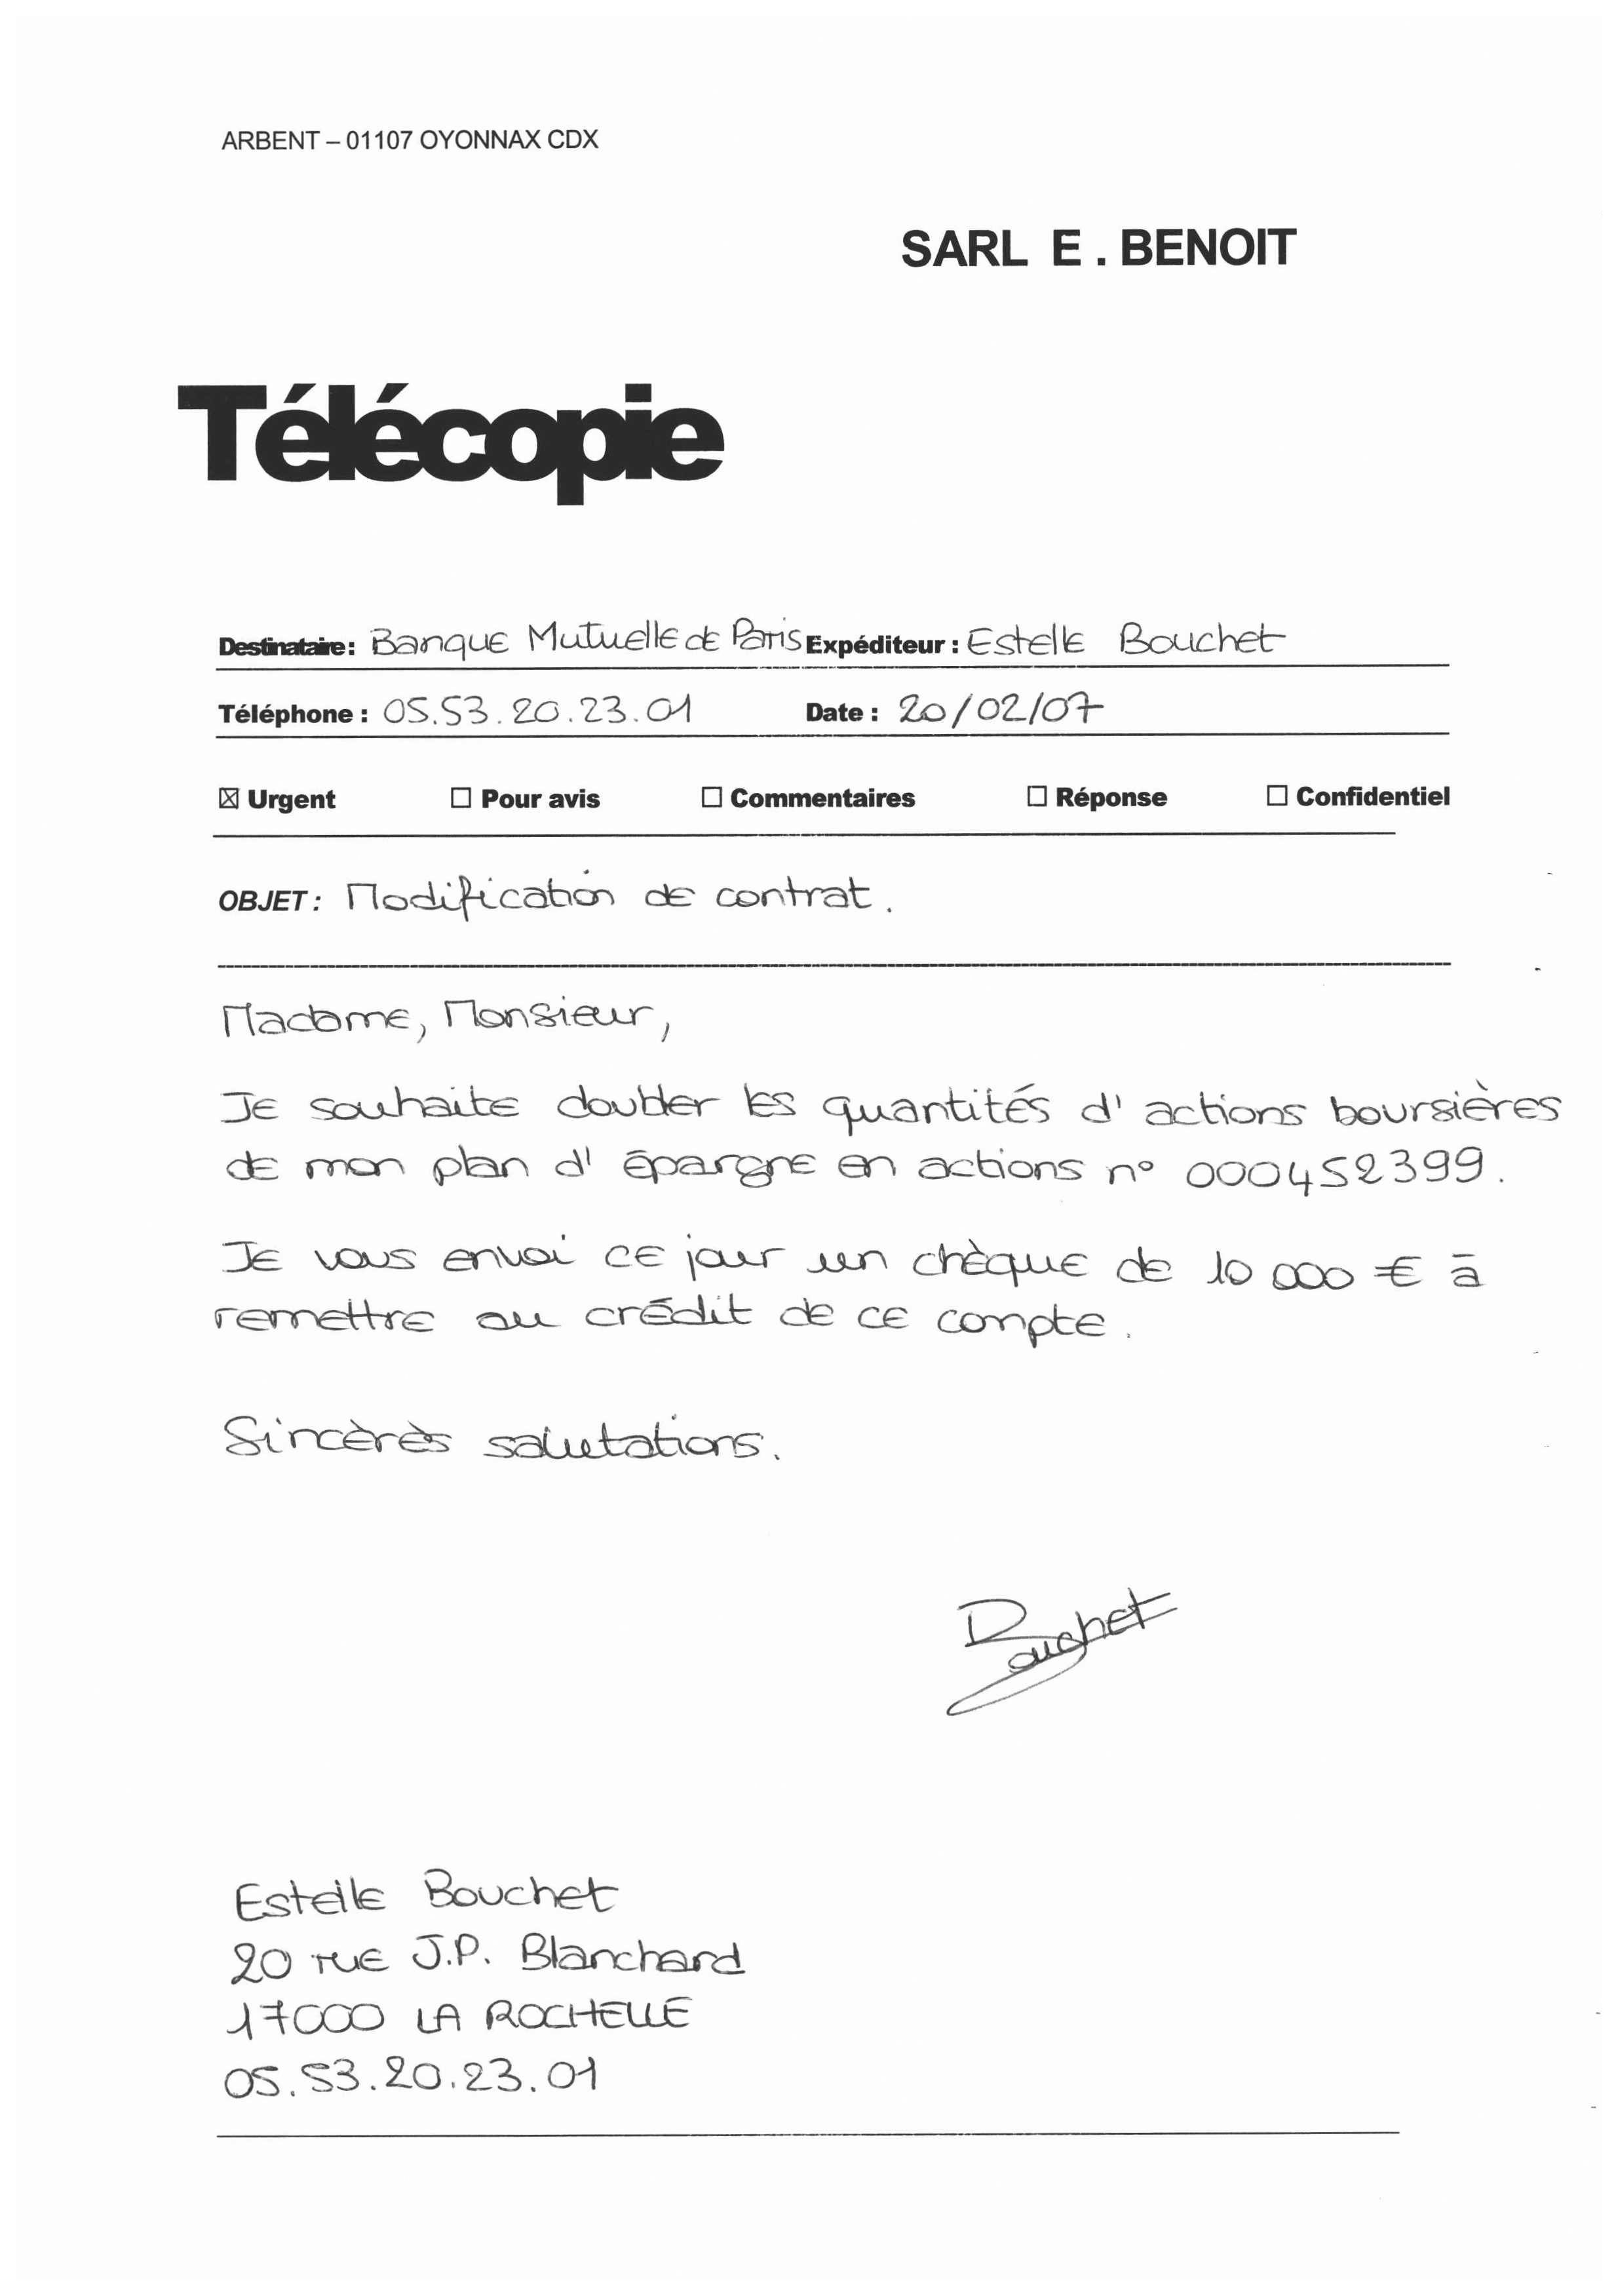 ARBENT – 01107 OYONNAX CDX
SARL E . BENOIT
Télécopie
Destinataire : Banque Mutuelle de Paris Expéditeur : Estelle Bouchet
Téléphone : 05.53.20.23.01 Date : 20/02/07
☒ Urgent ☐ Pour avis ☐ Commentaires ☐ Réponse ☐ Confidentiel
OBJET : Modification de contrat.
Madame, Monsieur,
Je souhaite doubler les quantités d'actions boursières
de mon plan d'épargne en actions n° 000452399.
Je vous envoi ce jour un chèque de 10 000 € à
remettre au crédit de ce compte.
Sincèrès salutations.
Bouchet
Estelle Bouchet
20 rue J.P. Blanchard
17000 LA ROCHELLE
05.53.20.23.01